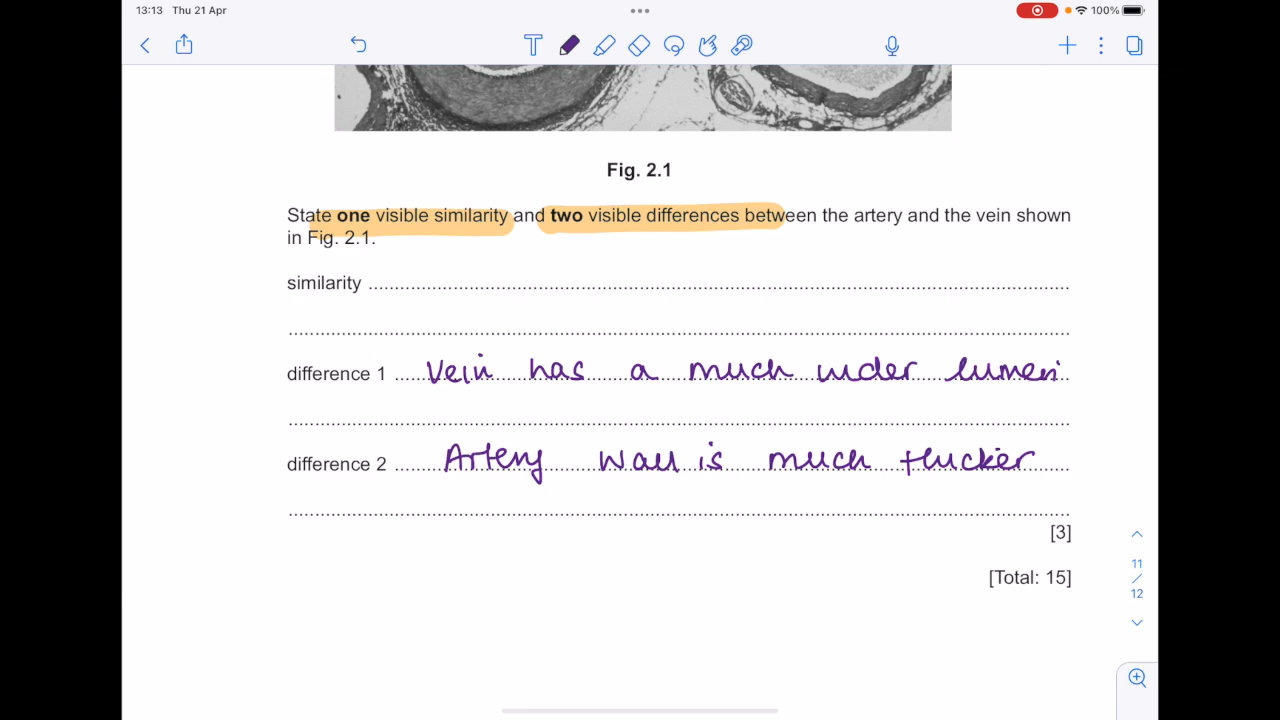 13:13 Thu 21 Apr
100%
Fig. 2.1
State one visible similarity and two visible differences between the artery and the vein shown
in Fig. 2.1.
similarity
difference 1 Vein has a much wider lumen
difference 2 Artery wall is much thicker
[3]
[Total: 15]
11
/
12